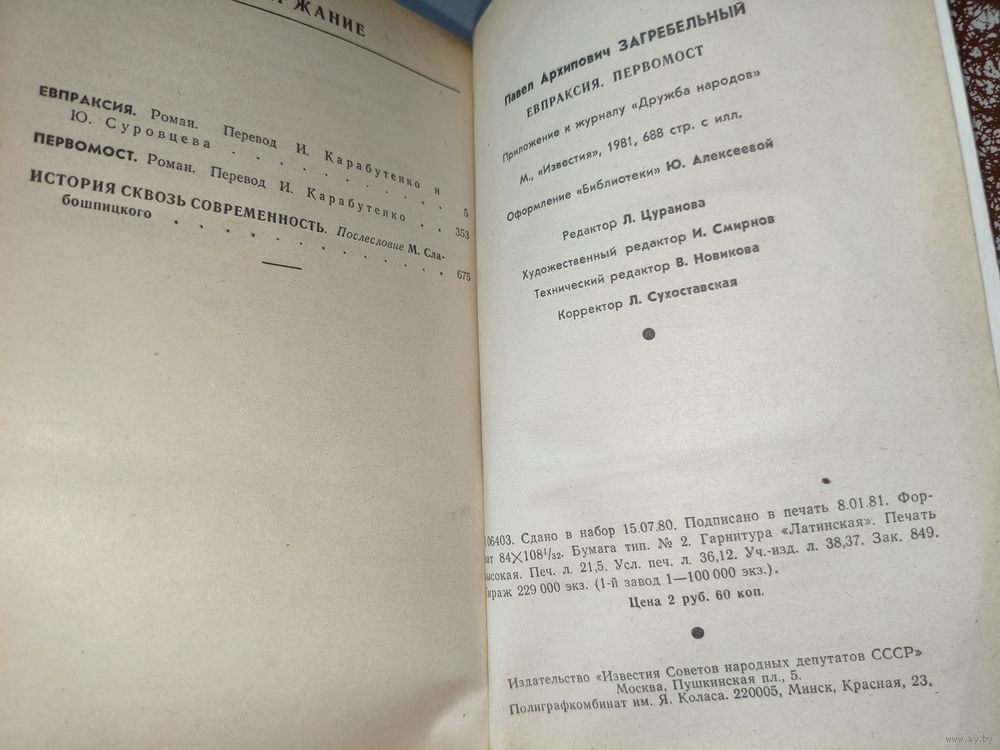 РЖАНИЕ
ЕВПРАКСИЯ. Роман. Перевод И. Карабутенко и
Ю. Суровцева . . . . . . . . . . 5
ПЕРВОМОСТ. Роман. Перевод И. Карабутенко . . 353
ИСТОРИЯ СКВОЗЬ СОВРЕМЕННОСТЬ. Послесловие М. Сла-
бошпицкого . . . . . . . . . . . . 675
Павел Архипович ЗАГРЕБЕЛЬНЫЙ
ЕВПРАКСИЯ. ПЕРВОМОСТ
Приложение к журналу «Дружба народов»
М., «Известия», 1981, 688 стр. с илл.
Оформление «Библиотеки» Ю. Алексеевой
Редактор Л. Цуранова
Художественный редактор И. Смирнов
Технический редактор В. Новикова
Корректор Л. Сухоставская
06403. Сдано в набор 15.07.80. Подписано в печать 8.01.81. Фор-
ат 84×108¹/₃₂. Бумага тип. № 2. Гарнитура «Латинская». Печать
ысокая. Печ. л. 21,5. Усл. печ. л. 36,12. Уч.-изд. л. 38,37. Зак. 849.
ираж 229 000 экз. (1-й завод 1—100 000 экз.).
Цена 2 руб. 60 коп.
Издательство «Известия Советов народных депутатов СССР»
Москва, Пушкинская пл., 5.
Полиграфкомбинат им. Я. Коласа. 220005, Минск, Красная, 23.
www.ay.by